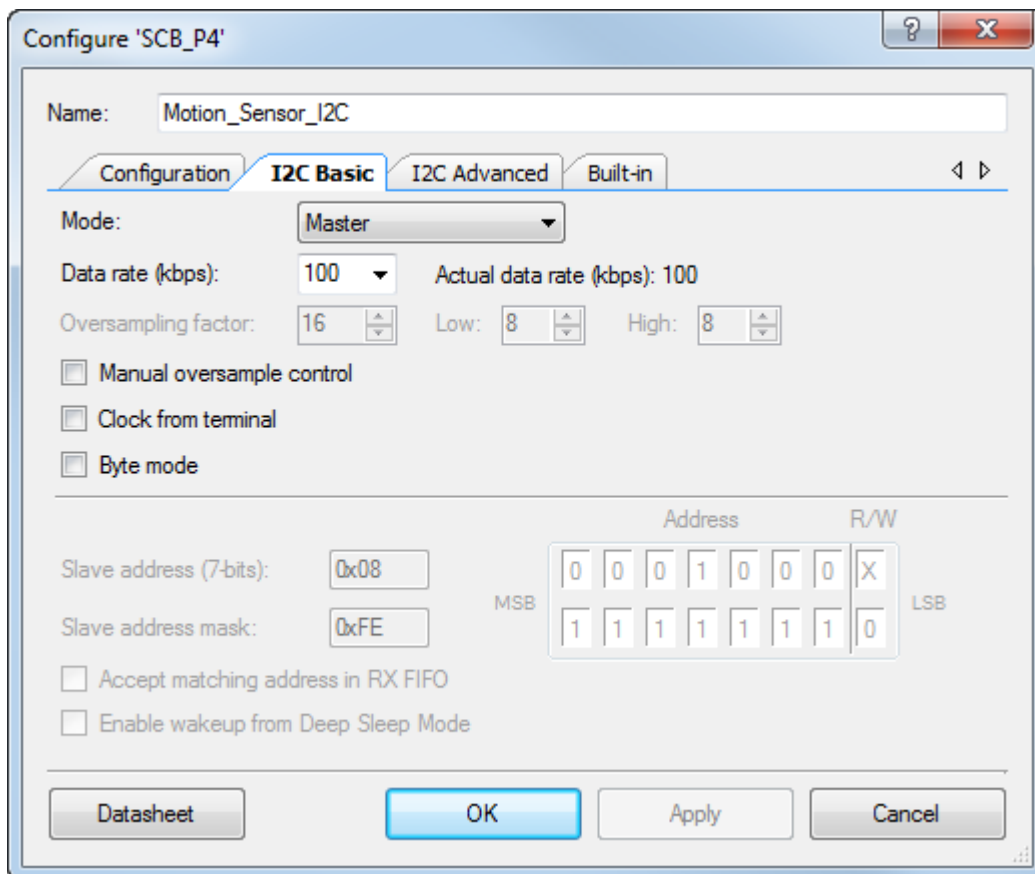 Configure 'SCB_P4'
Name: Motion_Sensor_I2C
Configuration I2C Basic I2C Advanced Built-in
Mode: Master
Data rate (kbps): 100 Actual data rate (kbps): 100
Oversampling factor: 16 Low: 8 High: 8
Manual oversample control
Clock from terminal
Byte mode
Address R/W
Slave address (7-bits): 0x08 0 0 0 1 0 0 0 X
MSB LSB
Slave address mask: 0xFE 1 1 1 1 1 1 1 0
Accept matching address in RX FIFO
Enable wakeup from Deep Sleep Mode
Datasheet OK Apply Cancel